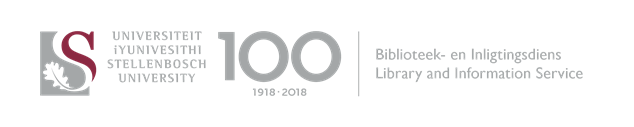 S
UNIVERSITEIT
iYUNIVESITHI
STELLENBOSCH
UNIVERSITY
100
1918·2018
Biblioteek- en Inligtingsdiens
Library and Information Service